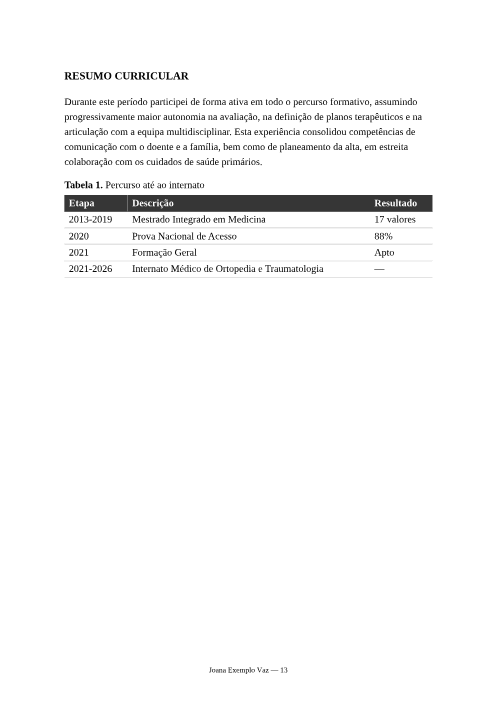 RESUMO CURRICULAR
Durante este período participei de forma ativa em todo o percurso formativo, assumindo
progressivamente maior autonomia na avaliação, na definição de planos terapêuticos e na
articulação com a equipa multidisciplinar. Esta experiência consolidou competências de
comunicação com o doente e a família, bem como de planeamento da alta, em estreita
colaboração com os cuidados de saúde primários.
Tabela 1. Percurso até ao internato
Etapa Descrição Resultado
2013-2019 Mestrado Integrado em Medicina 17 valores
2020 Prova Nacional de Acesso 88%
2021 Formação Geral Apto
2021-2026 Internato Médico de Ortopedia e Traumatologia —
Joana Exemplo Vaz — 13